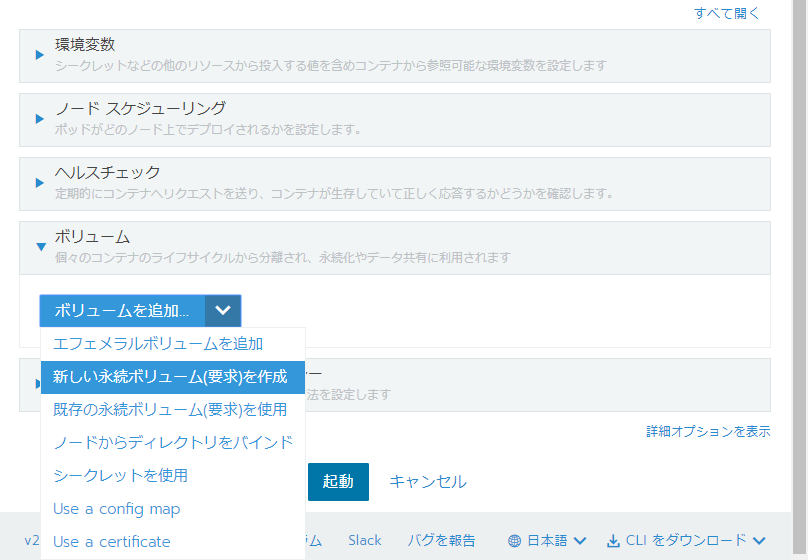 すべて開く
環境変数
シークレットなどの他のリソースから投入する値を含めコンテナから参照可能な環境変数を設定します
ノード スケジューリング
ポッドがどのノード上でデプロイされるかを設定します。
ヘルスチェック
定期的にコンテナへリクエストを送り、コンテナが生存していて正しく応答するかどうかを確認します。
ボリューム
個々のコンテナのライフサイクルから分離され、永続化やデータ共有に利用されます
ボリュームを追加...
エフェメラルボリュームを追加
新しい永続ボリューム(要求)を作成
ー
既存の永続ボリューム(要求)を使用
法を設定します
ノードからディレクトリをバインド
詳細オプションを表示
シークレットを使用
起動
キャンセル
Use a config map
Use a certificate
v2
ラム
Slack
バグを報告
日本語
CLI をダウンロード